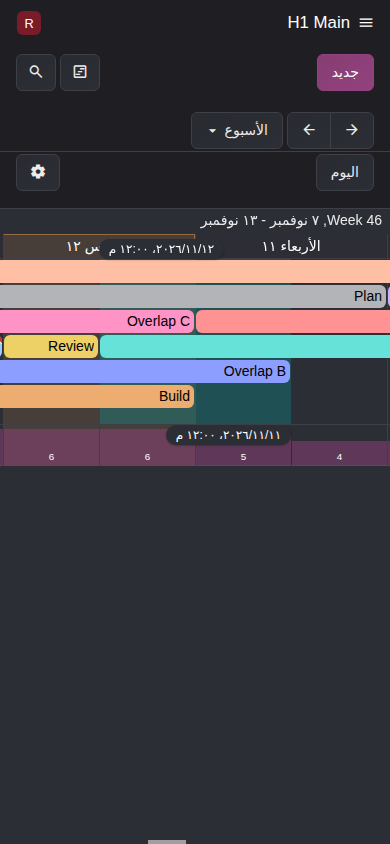 H1 Main
R
جديد
الأسبوع
اليوم
Week 46, ٧ نوفمبر - ١٣ نوفمبر
الأربعاء ١١
س ١٢
٢٠٢٦/١١/١٢، ١٢:٠٠ م
Plan
Overlap C
Review
Overlap B
Build
٢٠٢٦/١١/١١، ١٢:٠٠ م
4
5
6
6